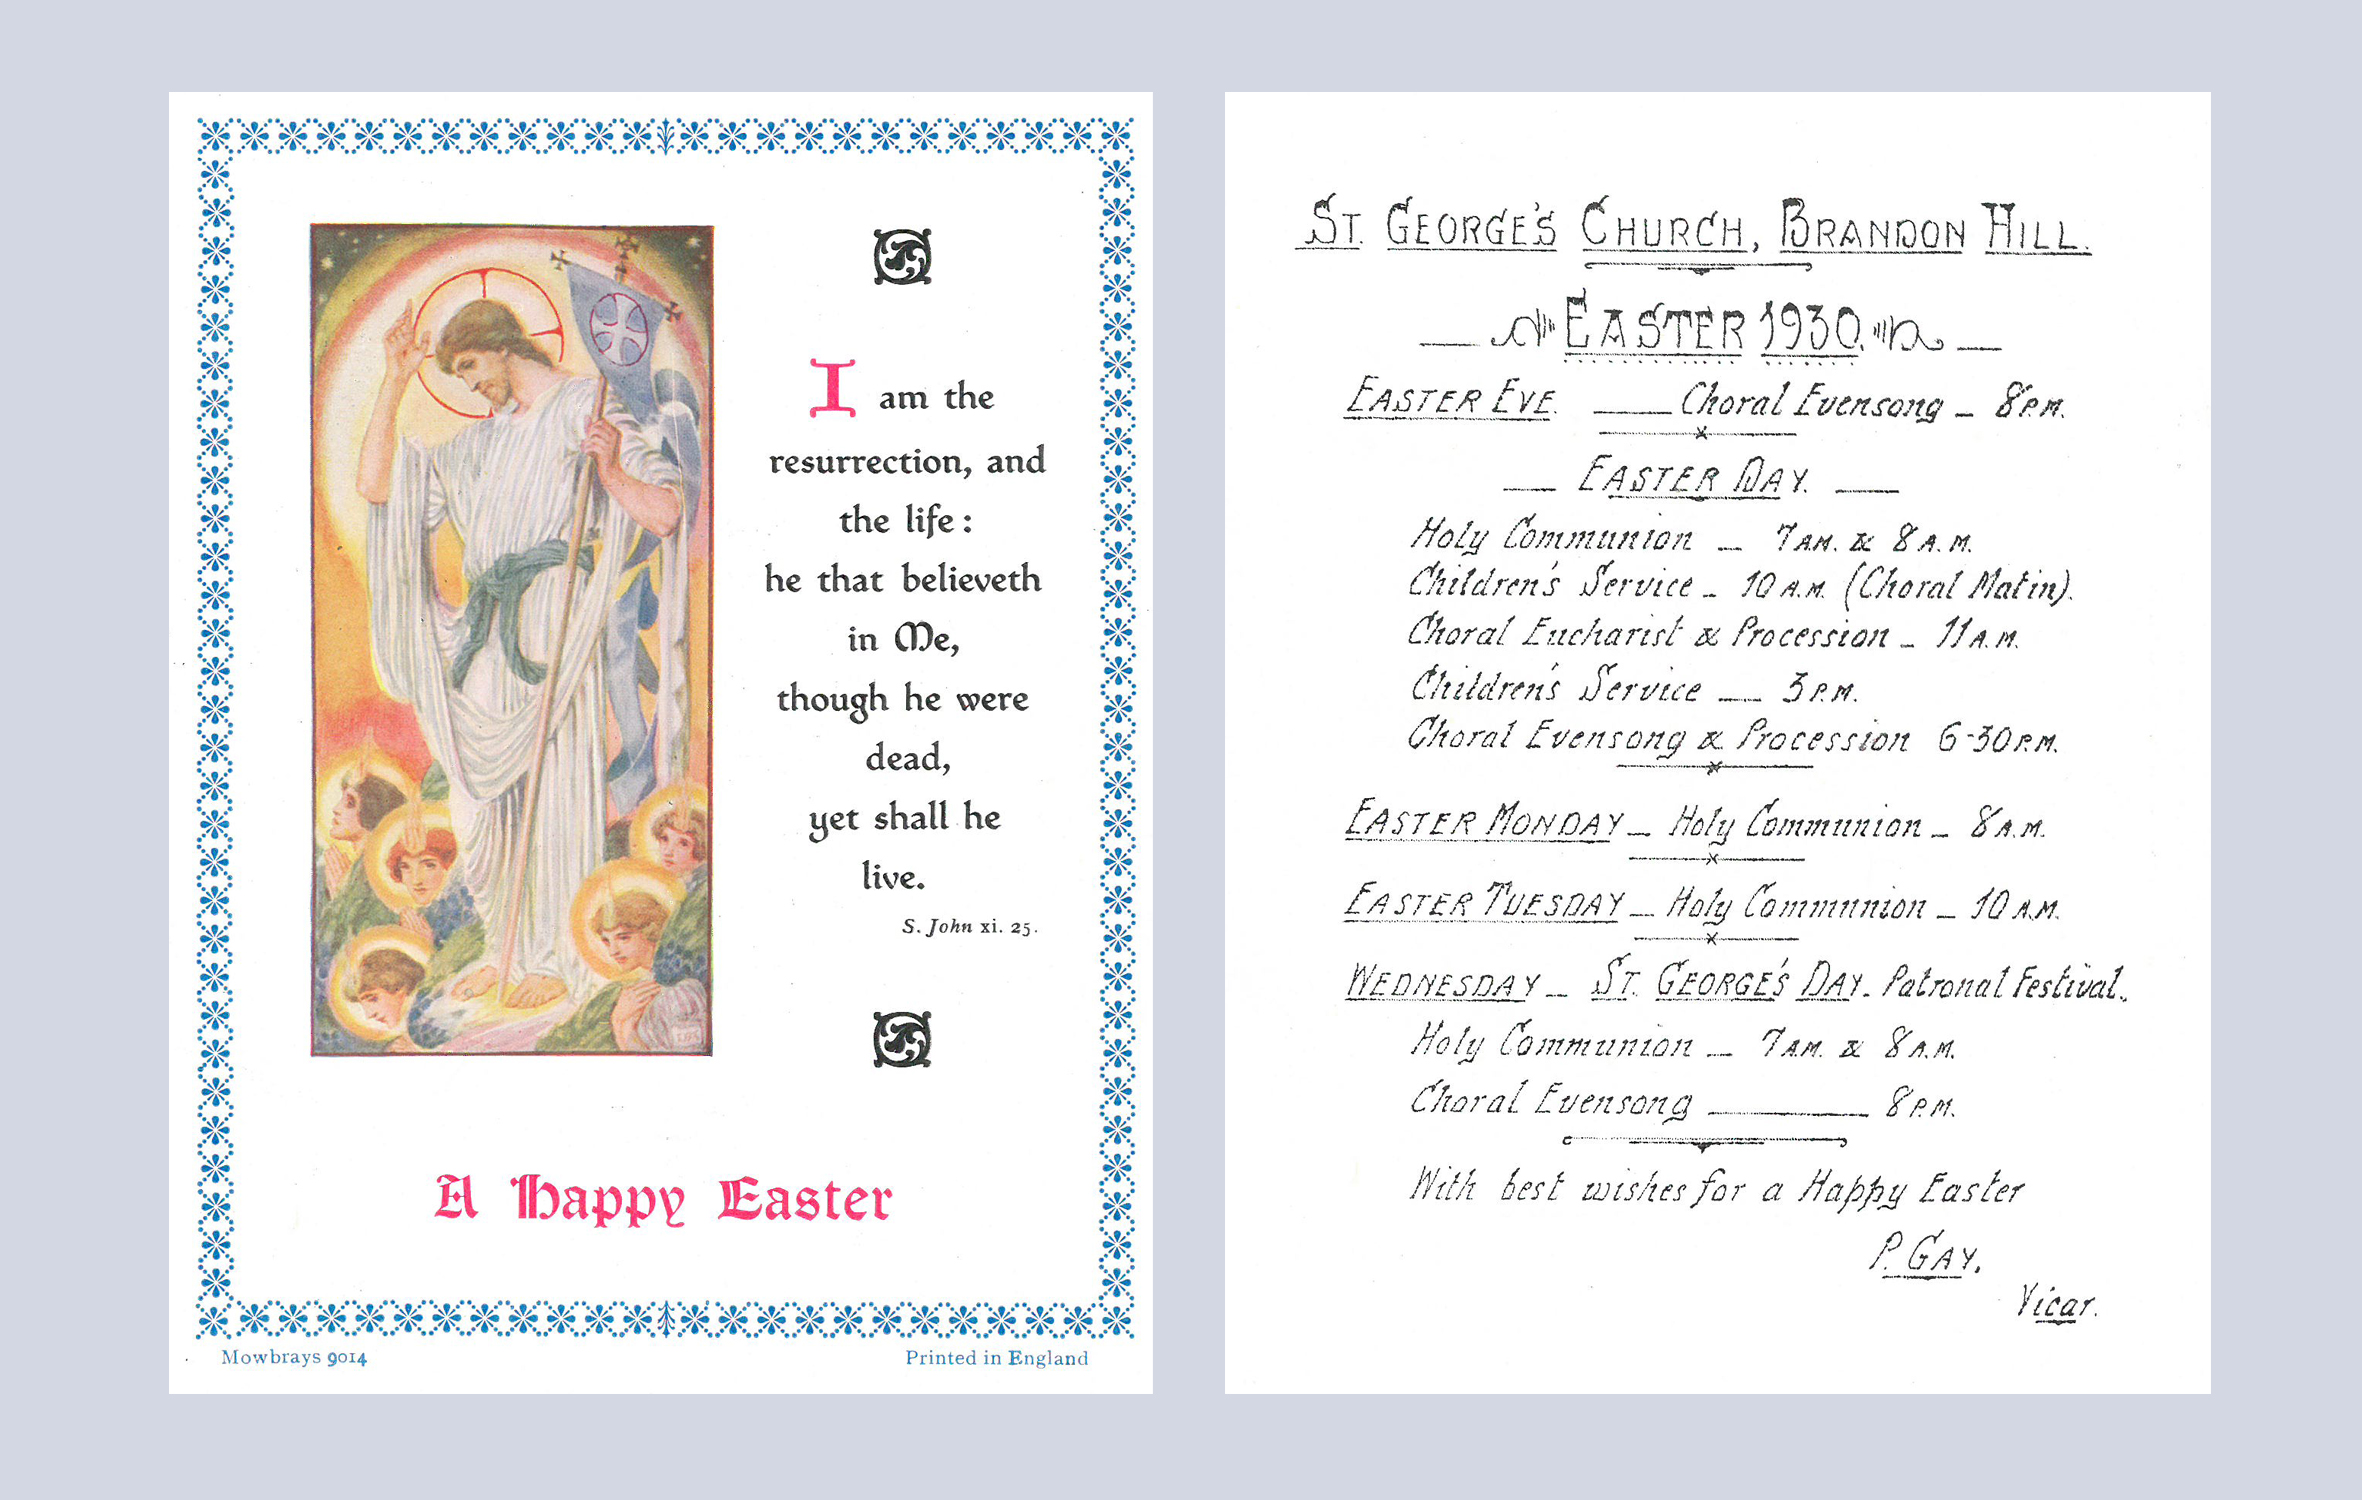 I am the
resurrection, and
the life :
he that believeth
in Me,
though he were
dead,
yet shall he
live.
S. John xi. 25.
A Happy Easter
Mowbrays 9014
Printed in England
ST. GEORGE'S CHURCH, BRANDON HILL.
EASTER 1930.
EASTER EVE. — Choral Evensong – 8 P.M.
— EASTER DAY. —
Holy Communion – 7 A.M. & 8 A.M.
Children's Service – 10 A.M. (Choral Matin).
Choral Eucharist & Procession – 11 A.M.
Children's Service — 3 P.M.
Choral Evensong & Procession 6-30 P.M.
EASTER MONDAY – Holy Communion – 8 A.M.
EASTER TUESDAY – Holy Communion – 10 A.M.
WEDNESDAY – ST. GEORGE'S DAY. Patronal Festival.
Holy Communion – 7 A.M. & 8 A.M.
Choral Evensong — 8 P.M.
With best wishes for a Happy Easter
P. GAY,
Vicar.